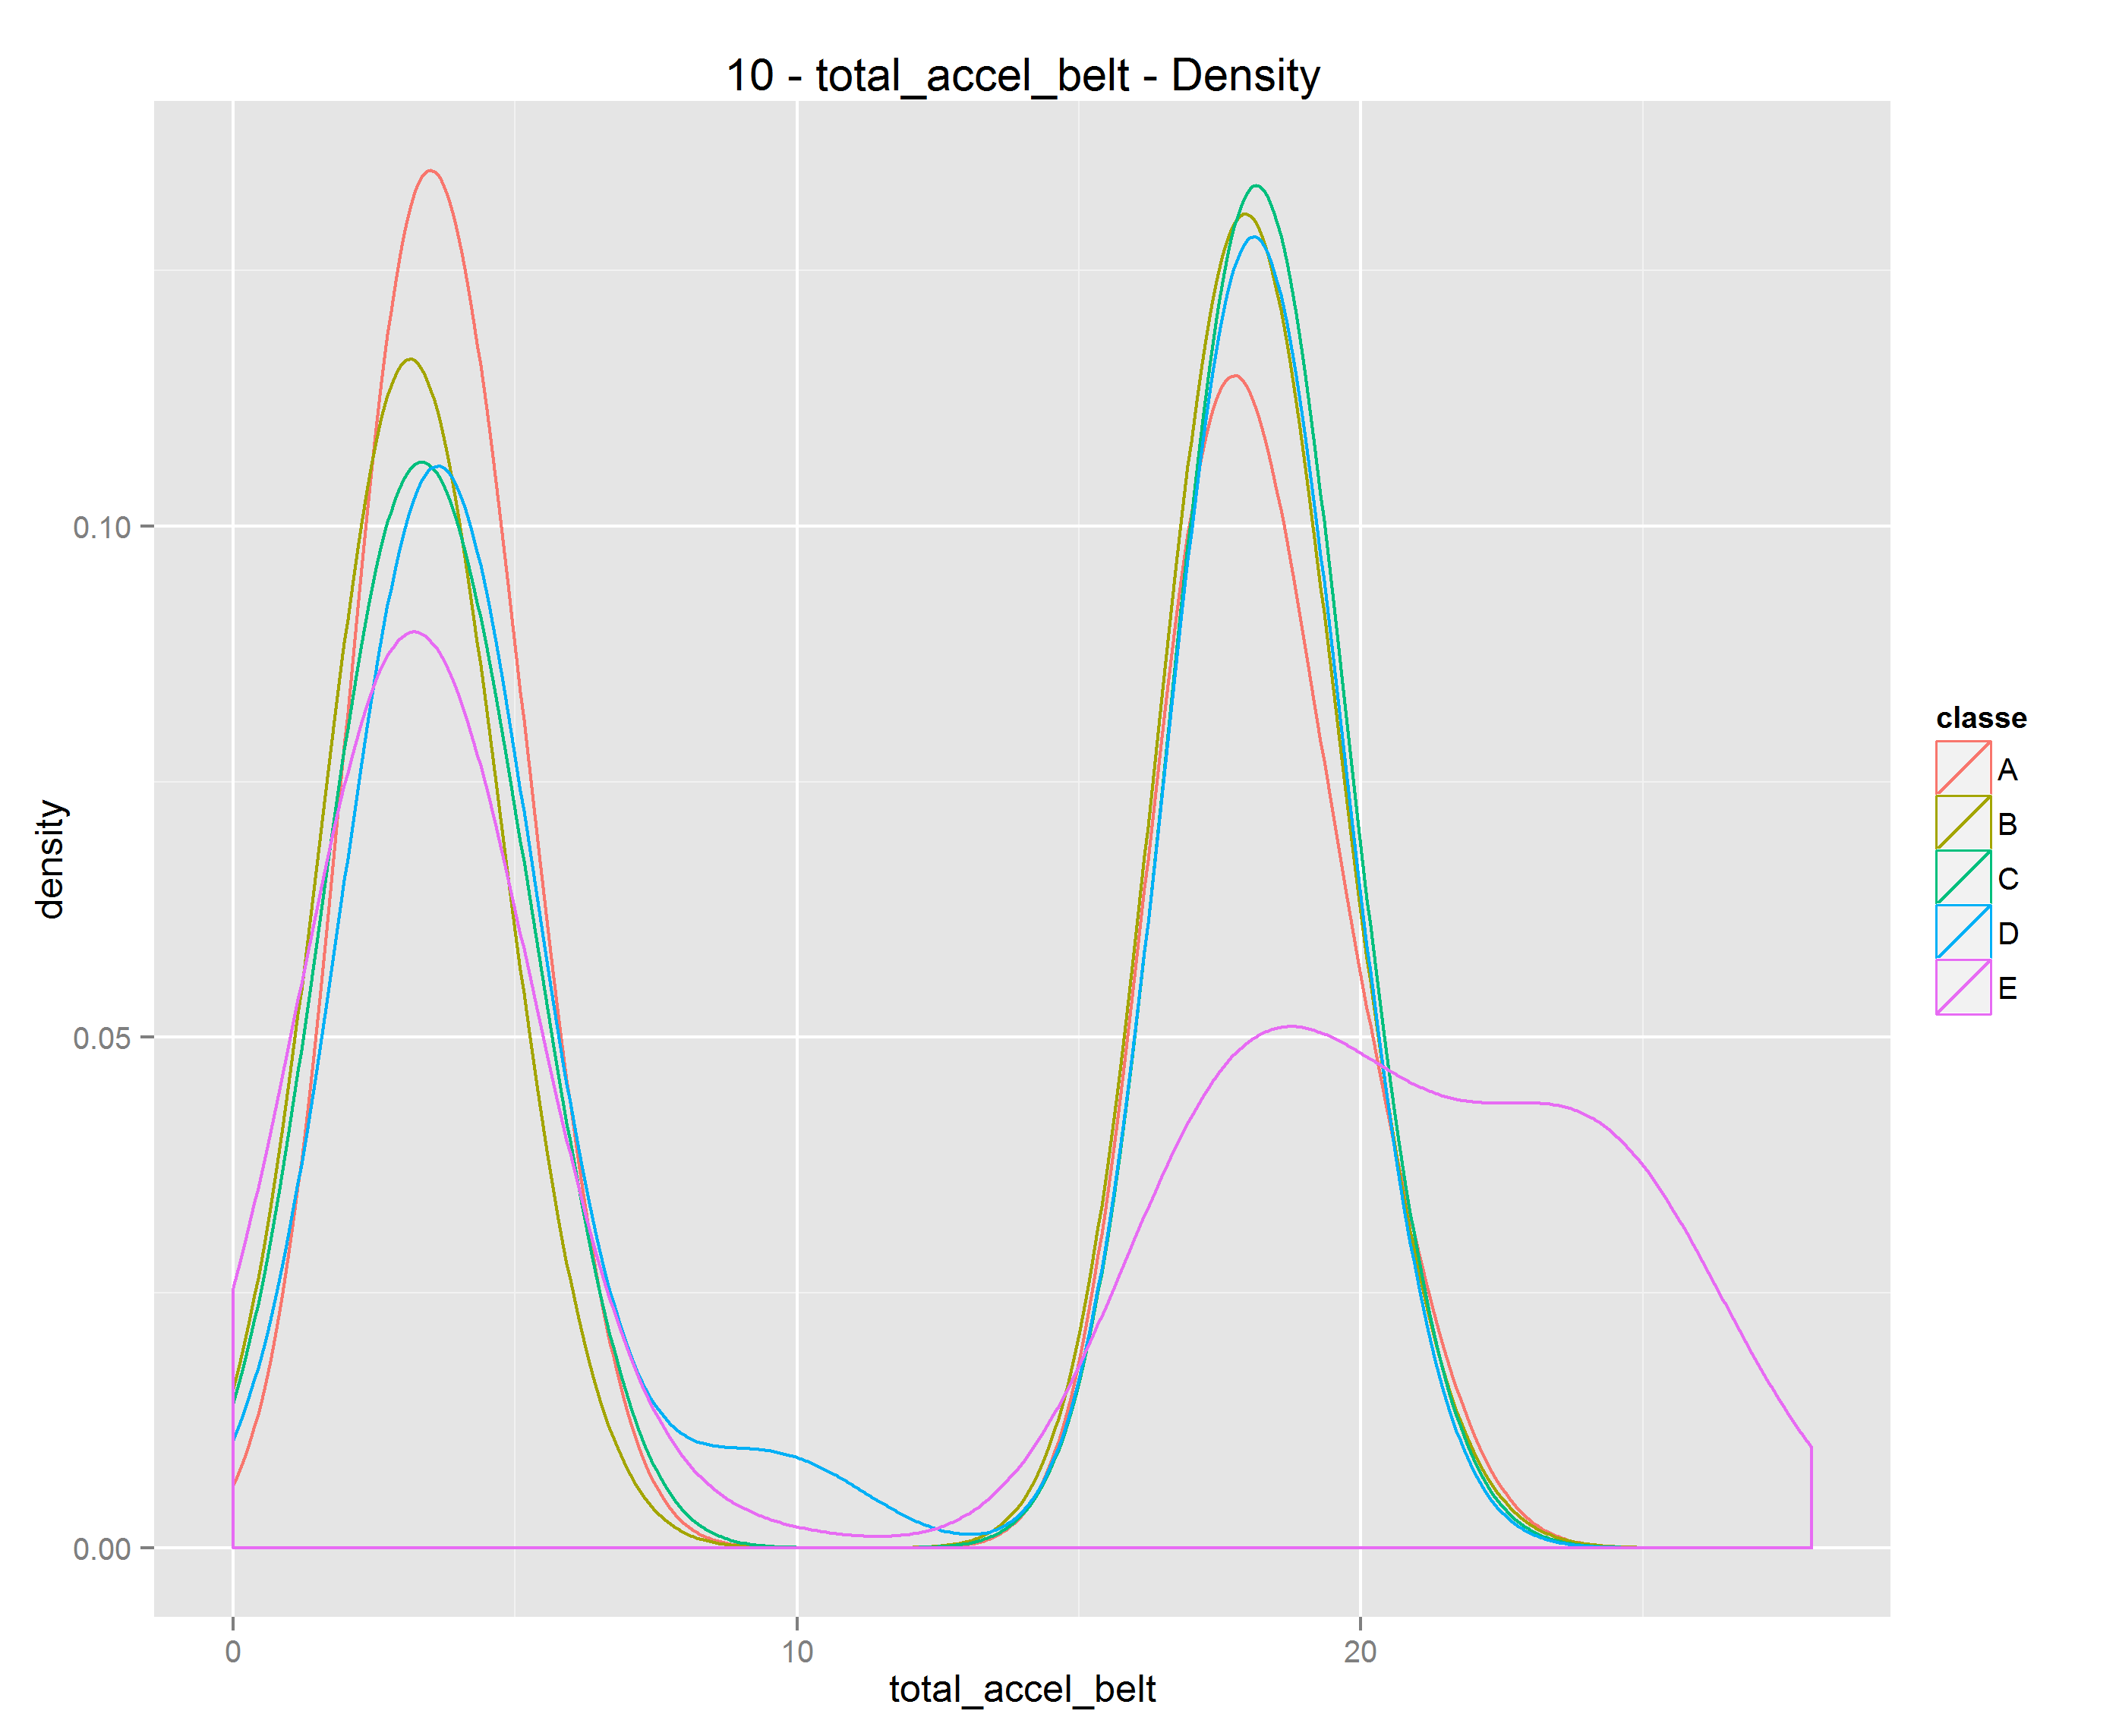 10 - total_accel_belt - Density
density
0.10
0.05
0.00
0
10
20
total_accel_belt
classe
A
B
C
D
E